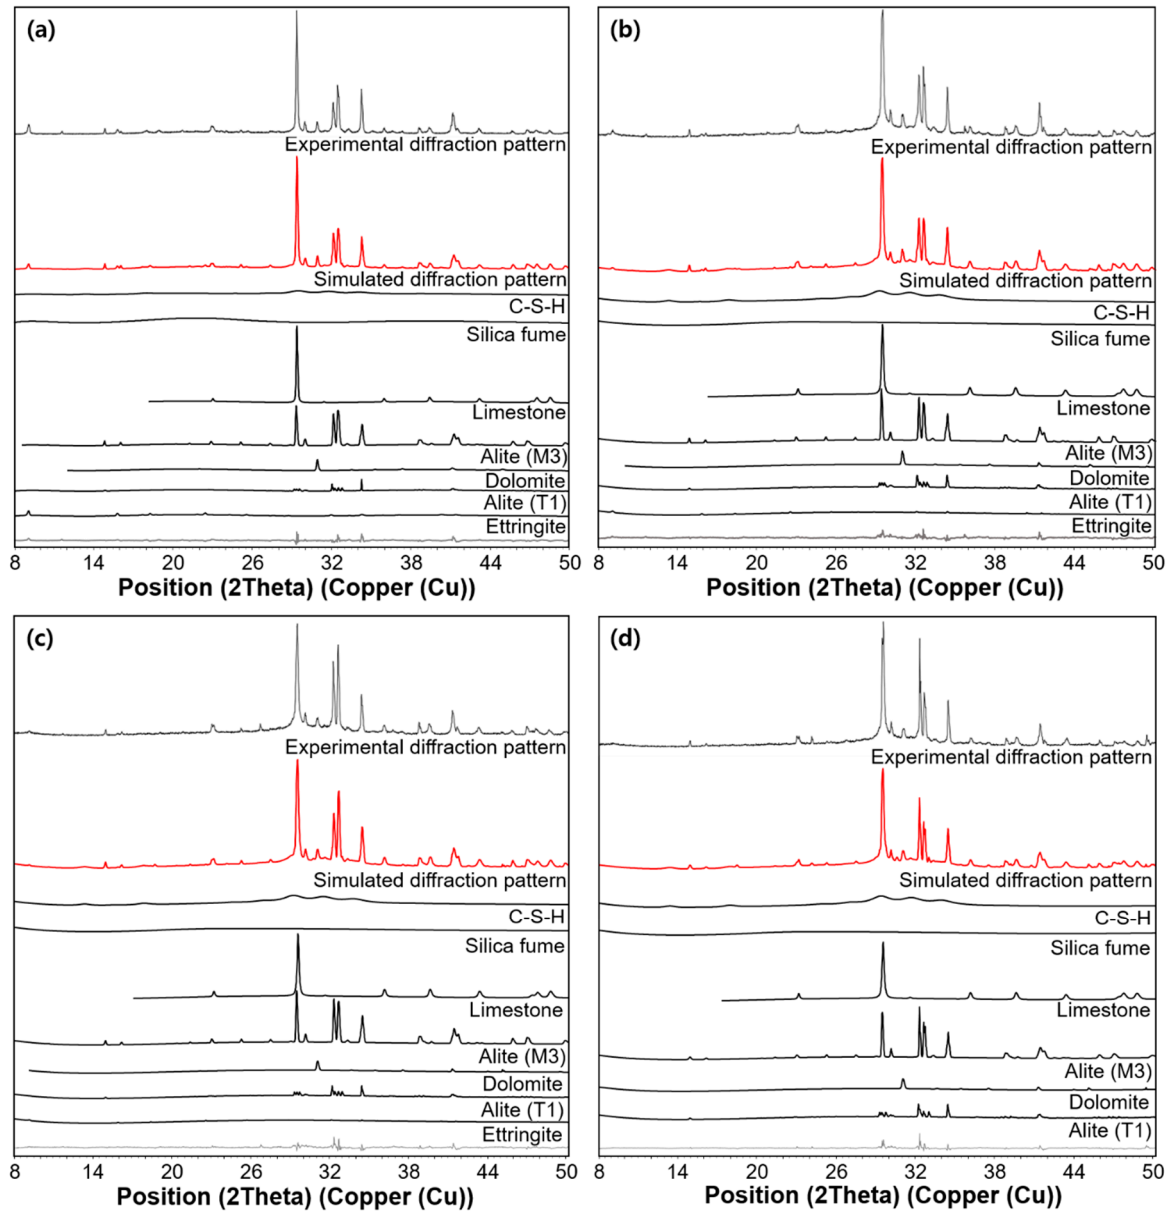 (a)
Experimental diffraction pattern
Simulated diffraction pattern
C-S-H
Silica fume
Limestone
Alite (M3)
Dolomite
Alite (T1)
Ettringite
8 14 20 26 32 38 44 50
Position (2Theta) (Copper (Cu))
(b)
Experimental diffraction pattern
Simulated diffraction pattern
C-S-H
Silica fume
Limestone
Alite (M3)
Dolomite
Alite (T1)
Ettringite
8 14 20 26 32 38 44 50
Position (2Theta) (Copper (Cu))
(c)
Experimental diffraction pattern
Simulated diffraction pattern
C-S-H
Silica fume
Limestone
Alite (M3)
Dolomite
Alite (T1)
Ettringite
8 14 20 26 32 38 44 50
Position (2Theta) (Copper (Cu))
(d)
Experimental diffraction pattern
Simulated diffraction pattern
C-S-H
Silica fume
Limestone
Alite (M3)
Dolomite
Alite (T1)
8 14 20 26 32 38 44 50
Position (2Theta) (Copper (Cu))